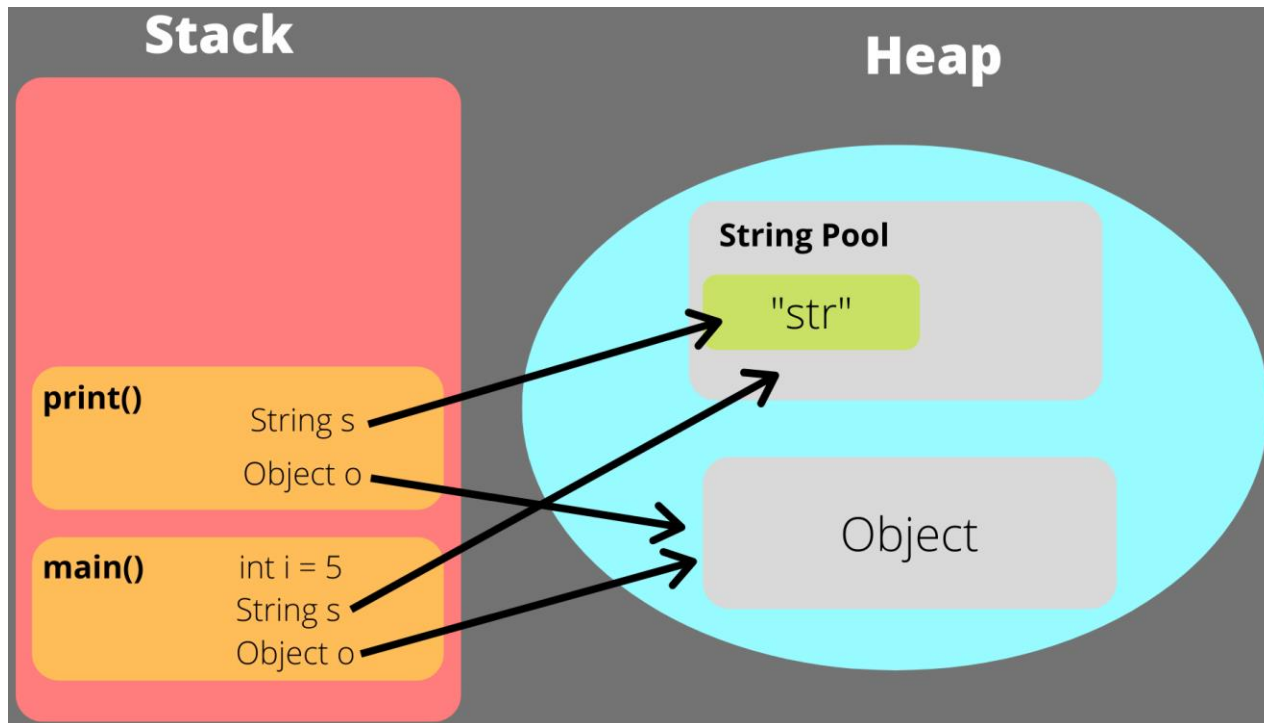 Stack
Heap
String Pool
"str"
print()
String s
Object o
Object
main()
int i = 5
String s
Object o